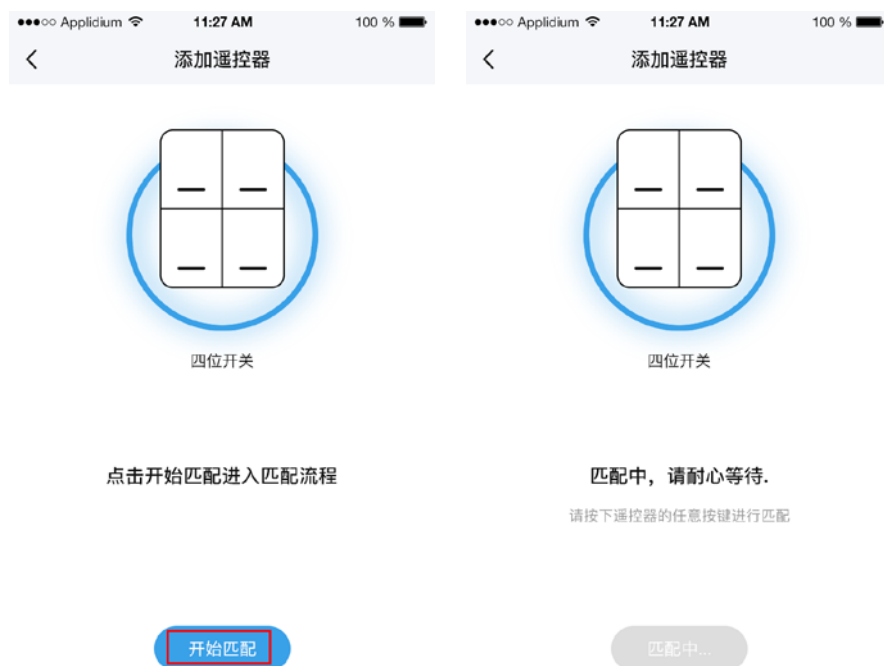 ●●●○○ Applidium 11:27 AM 100 %
添加遥控器
四位开关
点击开始匹配进入匹配流程
开始匹配
●●●○○ Applidium 11:27 AM 100 %
添加遥控器
四位开关
匹配中，请耐心等待.
请按下遥控器的任意按键进行匹配
匹配中...